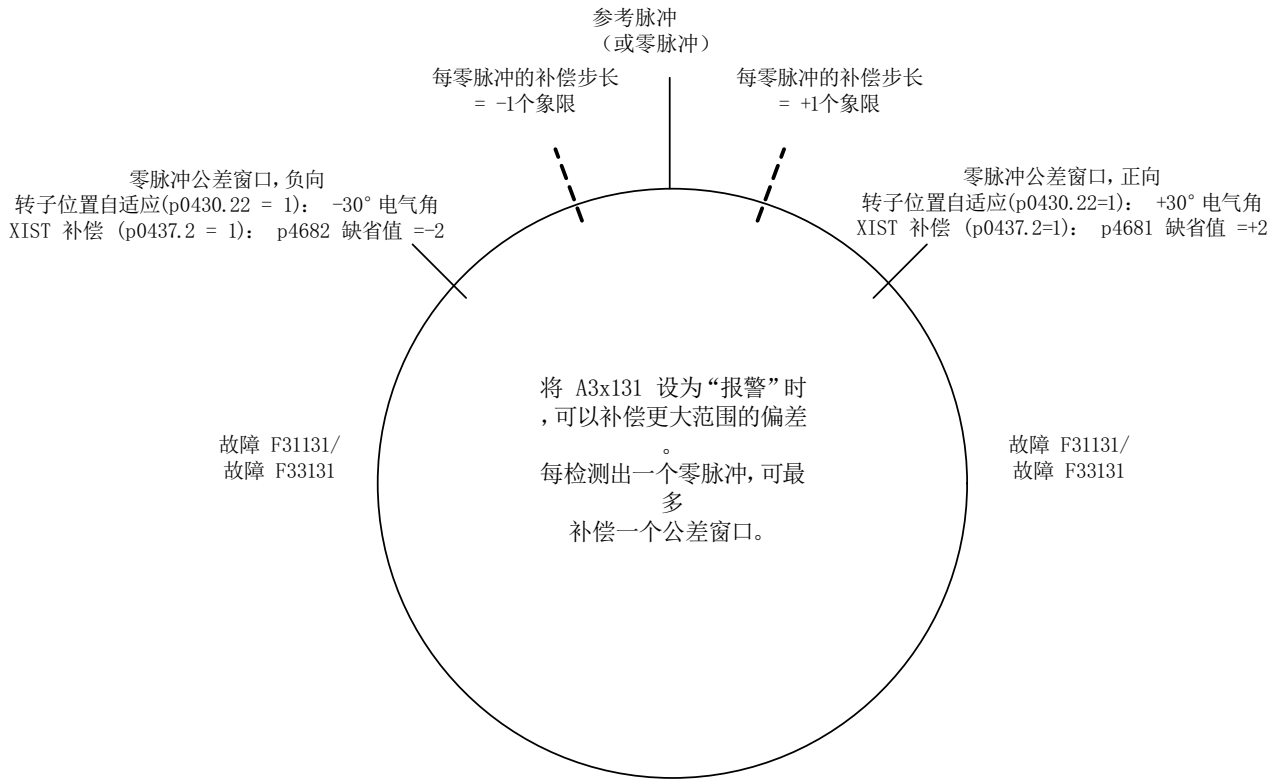 参考脉冲
（或零脉冲）
每零脉冲的补偿步长
= -1个象限
每零脉冲的补偿步长
= +1个象限
零脉冲公差窗口,负向
转子位置自适应(p0430.22 = 1): -30°电气角
XIST 补偿 (p0437.2 = 1): p4682 缺省值 =-2
零脉冲公差窗口,正向
转子位置自适应(p0430.22=1): +30°电气角
XIST 补偿 (p0437.2=1): p4681 缺省值 =+2
将 A3x131 设为“报警”时
,可以补偿更大范围的偏差
。
每检测出一个零脉冲,可最
多
补偿一个公差窗口。
故障 F31131/
故障 F33131
故障 F31131/
故障 F33131